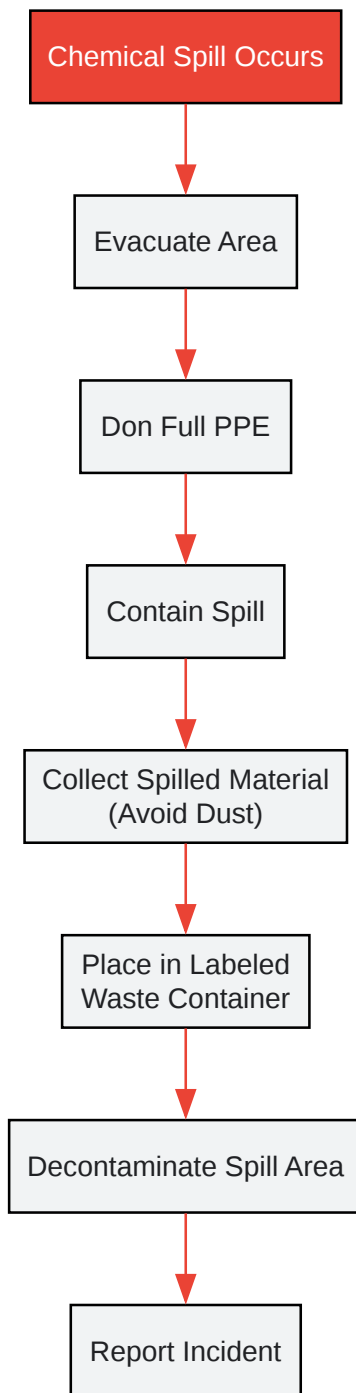 Chemical Spill Occurs
Evacuate Area
Don Full PPE
Contain Spill
Collect Spilled Material
(Avoid Dust)
Place in Labeled
Waste Container
Decontaminate Spill Area
Report Incident